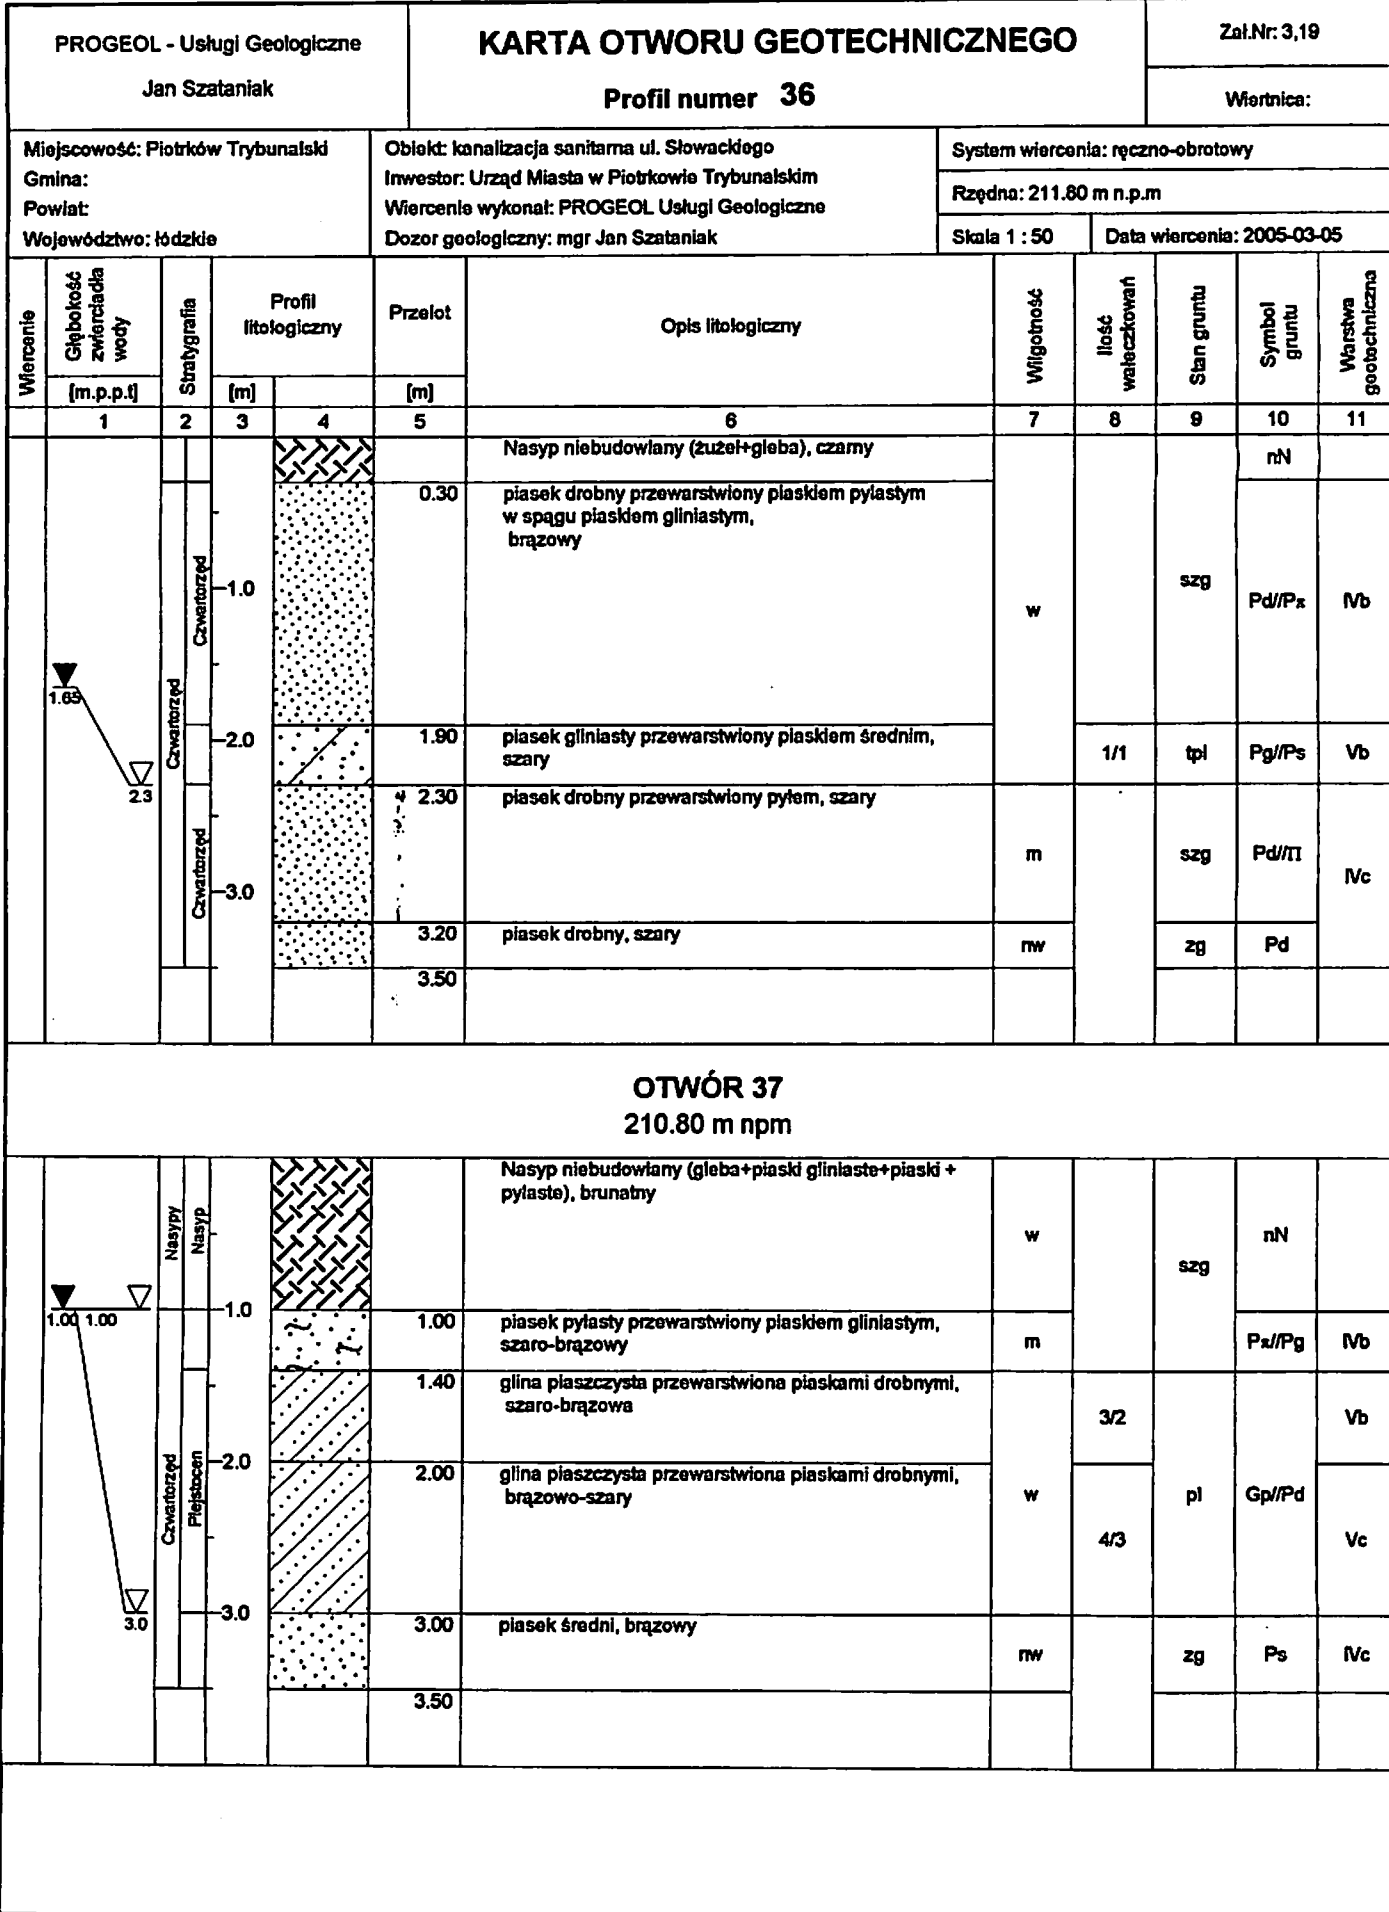 PROGEOL - Usługi Geologiczne
Jan Szataniak
KARTA OTWORU GEOTECHNICZNEGO
Profil numer 36
Zał.Nr: 3,19
Wiertnica:
Miejscowość: Piotrków Trybunalski
Gmina:
Powiat:
Województwo: łódzkie
Obiekt: kanalizacja sanitarna ul. Słowackiego
Inwestor: Urząd Miasta w Piotrkowie Trybunalskim
Wiercenie wykonał: PROGEOL Usługi Geologiczne
Dozór geologiczny: mgr Jan Szataniak
System wiercenia: ręczno-obrotowy
Rzędna: 211.80 m n.p.m
Skala 1 : 50
Data wiercenia: 2005-03-05
Wiercenie
Głębokość zwierciadła wody
[m.p.p.t]
Stratygrafia
Profil litologiczny
[m]
Przelot
[m]
Opis litologiczny
Wilgotność
Ilość wałeczkowań
Stan gruntu
Symbol gruntu
Warstwa geotechniczna
1 2 3 4 5 6 7 8 9 10 11
Nasyp niebudowlany (żużel+gleba), czarny
nN
0.30 piasek drobny przewarstwiony piaskiem pylastym
w spągu piaskiem gliniastym,
brązowy
Czwartorzęd
Czwartorzęd
1.0
w
szg
Pd//Pπ
IVb
1.65
2.0
1.90 piasek gliniasty przewarstwiony piaskiem średnim,
szary
1/1 tpl Pg//Ps Vb
2.3
2.30 piasek drobny przewarstwiony pyłem, szary
Czwartorzęd
3.0
m szg Pd//Π
IVc
3.20 piasek drobny, szary
nw zg Pd
3.50
OTWÓR 37
210.80 m npm
Nasyp niebudowlany (gleba+piaski gliniaste+piaski +
pylaste), brunatny
Nasypy
Nasyp
w
szg
nN
1.00 1.00
1.0
1.00 piasek pylasty przewarstwiony piaskiem gliniastym,
szaro-brązowy
m Pπ//Pg IVb
1.40 glina piaszczysta przewarstwiona piaskami drobnymi,
szaro-brązowa
3/2 Vb
Czwartorzęd
Plejstocen
2.0
2.00 glina piaszczysta przewarstwiona piaskami drobnymi,
brązowo-szary
w pl Gp//Pd
4/3 Vc
3.0
3.0
3.00 piasek średni, brązowy
nw zg Ps IVc
3.50